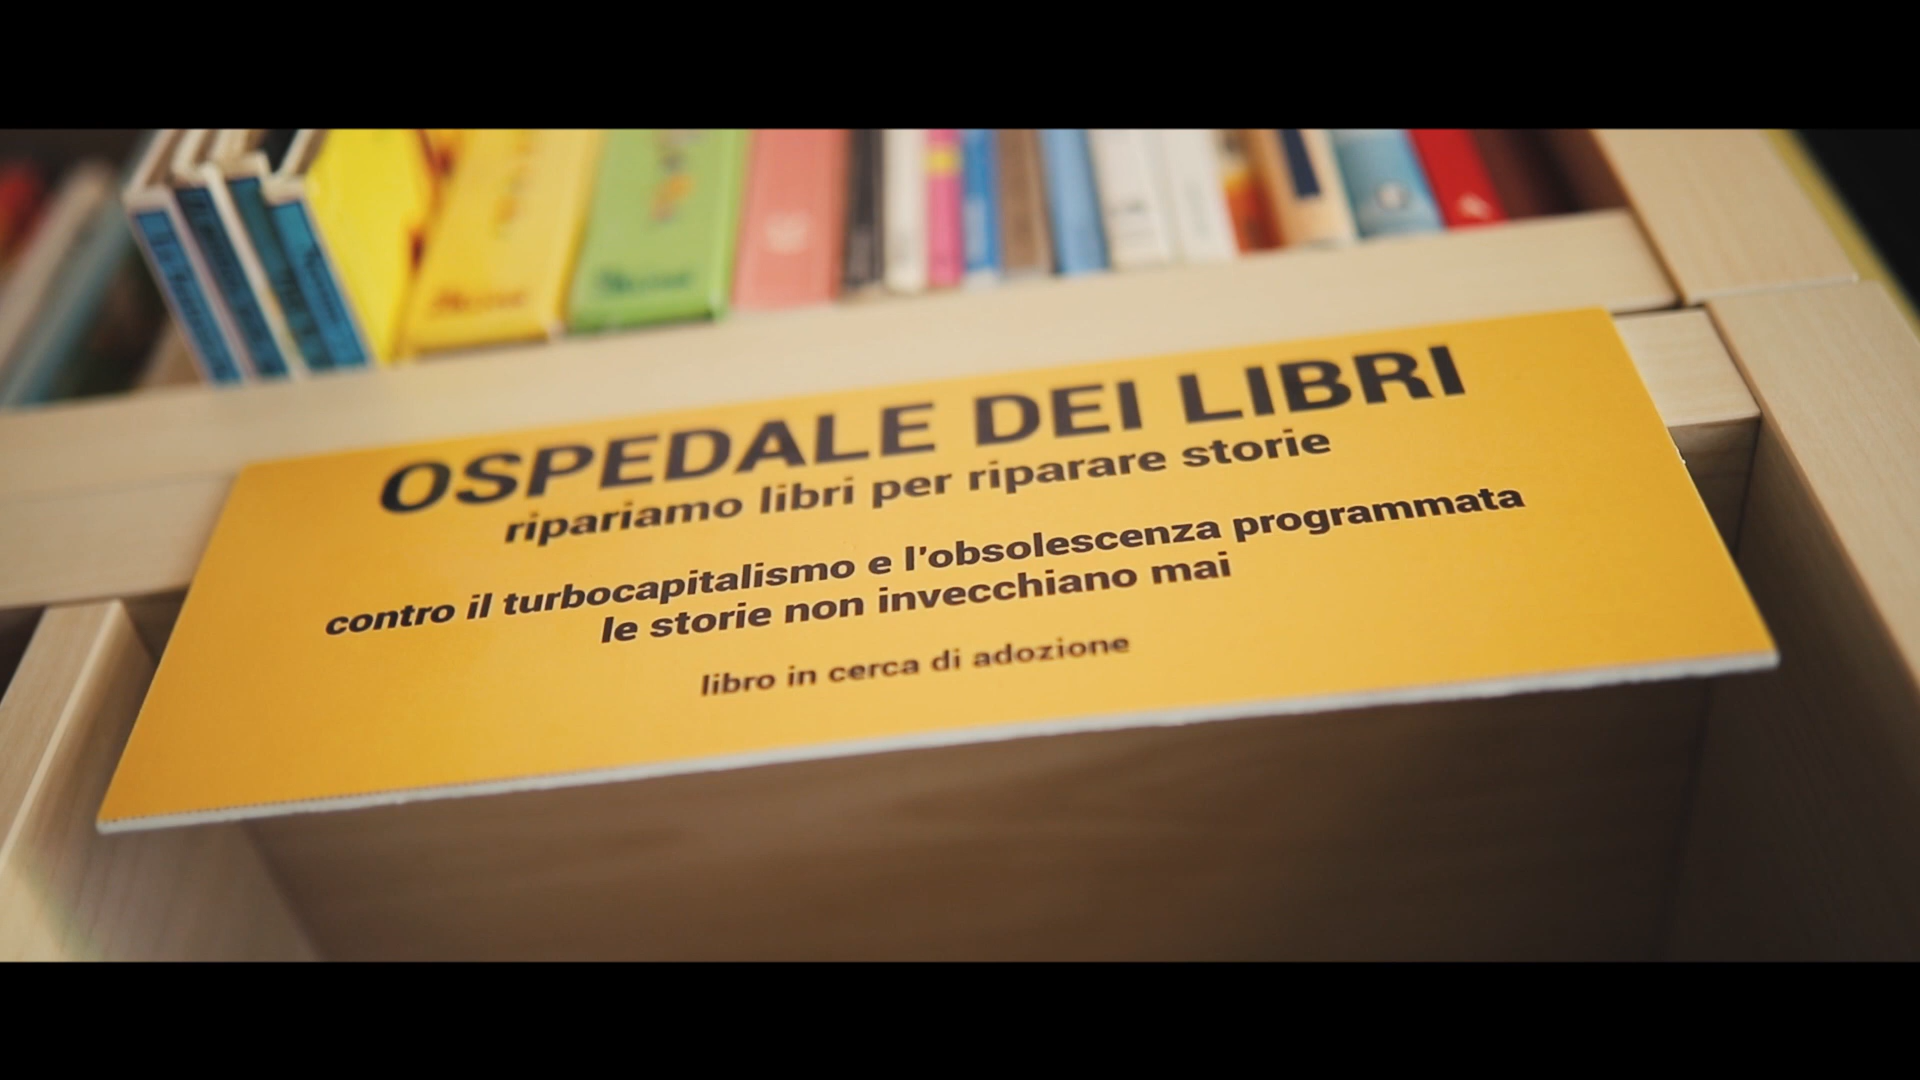 OSPEDALE DEI LIBRI
ripariamo libri per riparare storie
contro il turbocapitalismo e l'obsolescenza programmata
le storie non invecchiano mai
libro in cerca di adozione